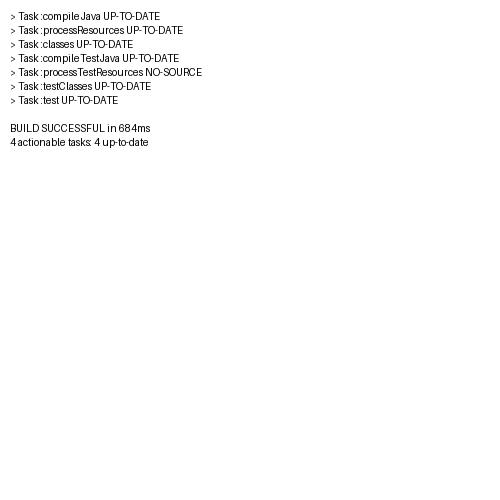 > Task :compileJava UP-TO-DATE
> Task :processResources UP-TO-DATE
> Task :classes UP-TO-DATE
> Task :compileTestJava UP-TO-DATE
> Task :processTestResources NO-SOURCE
> Task :testClasses UP-TO-DATE
> Task :test UP-TO-DATE

BUILD SUCCESSFUL in 684ms
4 actionable tasks: 4 up-to-date